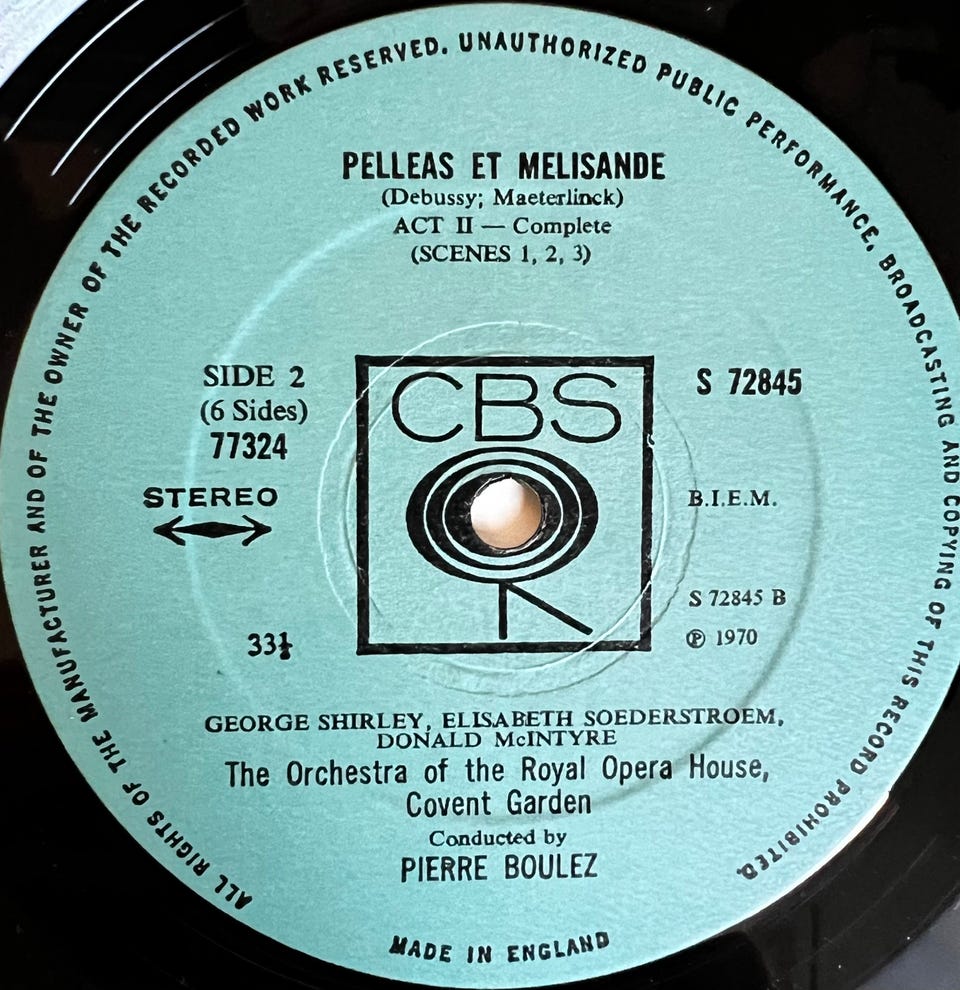 ALL RIGHTS OF THE MANUFACTURER AND OF THE OWNER OF THE RECORDED WORK RESERVED. UNAUTHORIZED PUBLIC PERFORMANCE, BROADCASTING AND COPYING OF THIS RECORD PROHIBITED.
PELLEAS ET MELISANDE
(Debussy; Maeterlinck)
ACT II — Complete
(SCENES 1, 2, 3)
SIDE 2
(6 Sides)
77324
STEREO
33⅓
CBS
S 72845
B.I.E.M.
S 72845 B
℗ 1970
GEORGE SHIRLEY, ELISABETH SOEDERSTROEM,
DONALD McINTYRE
The Orchestra of the Royal Opera House,
Covent Garden
Conducted by
PIERRE BOULEZ
MADE IN ENGLAND